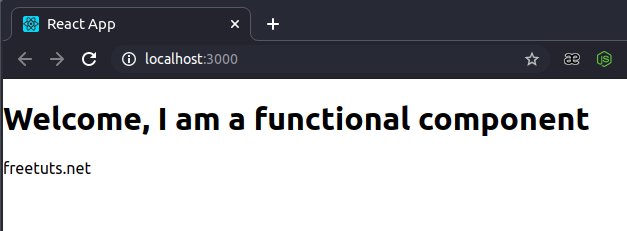 React App
localhost:3000
Welcome, I am a functional component
freetuts.net